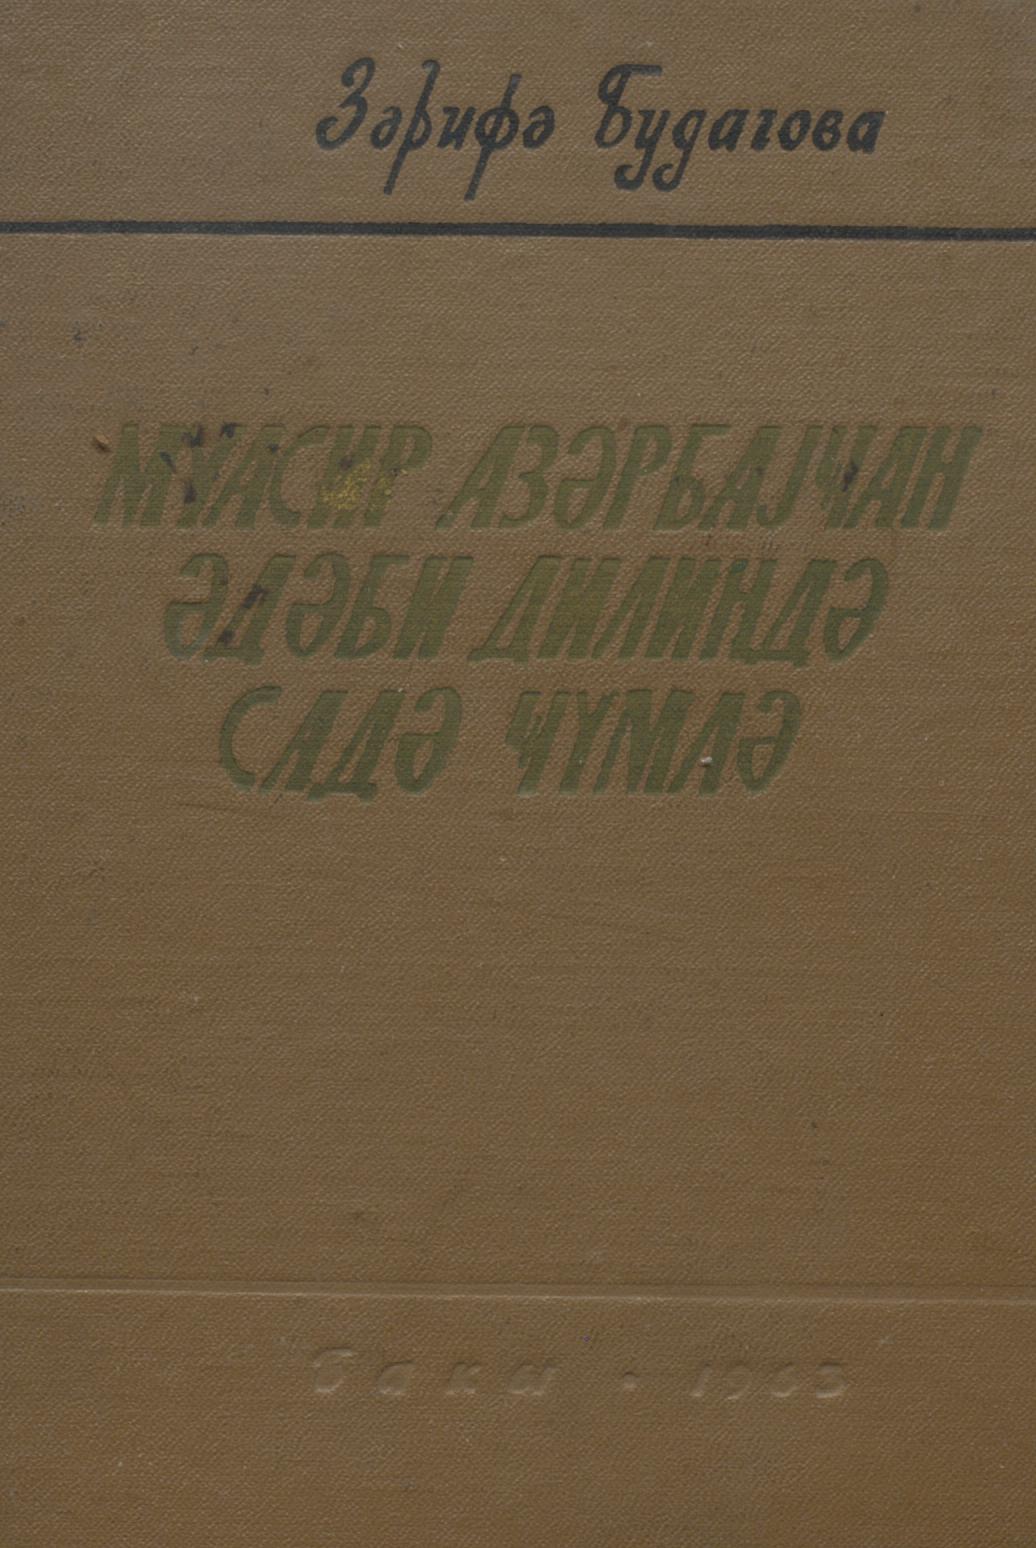 Зәрифә Будагова
МҮАСИР АЗӘРБАЈҸАН
ӘДӘБИ ДИЛИНДӘ
САДӘ ҸҮМЛӘ
Бакы • 1963